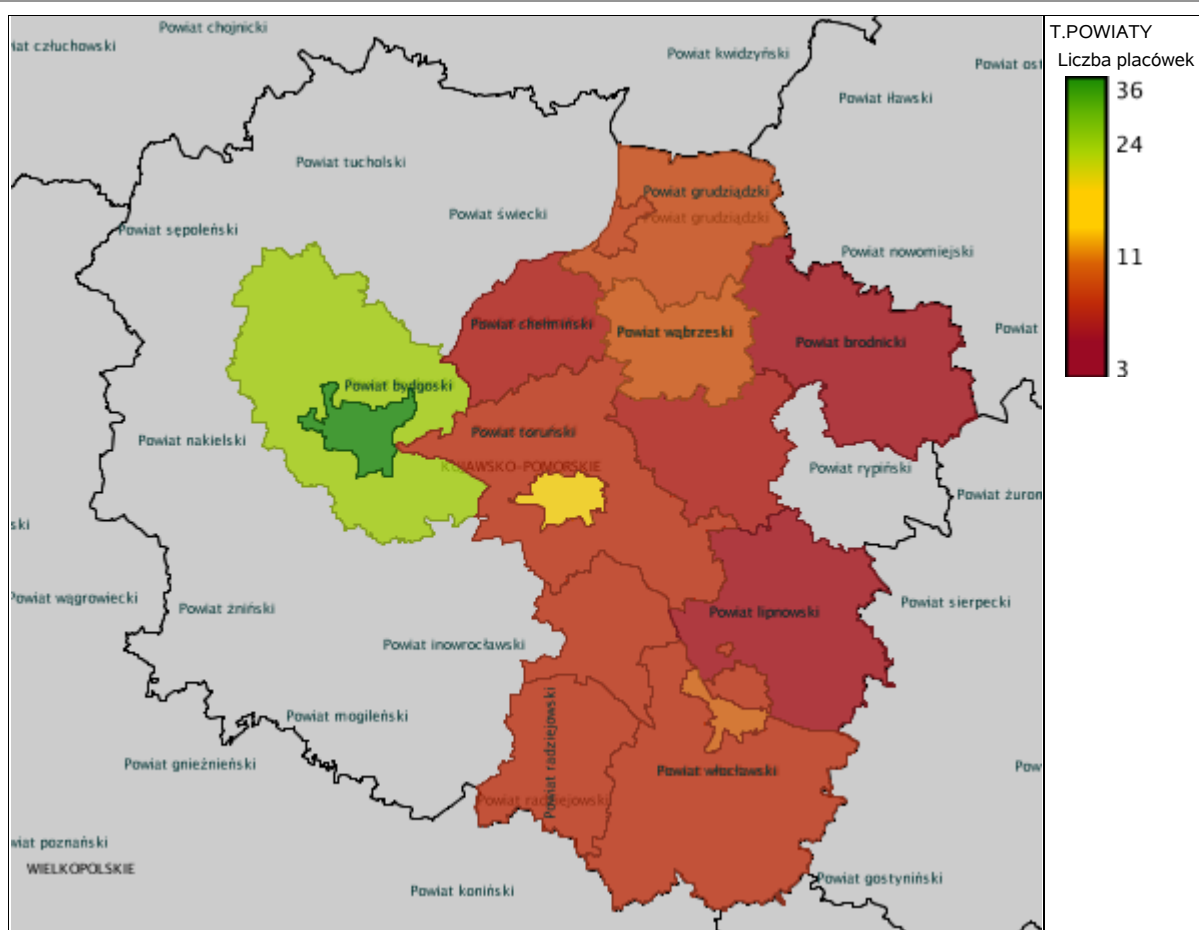 Powiat chojnicki
iat człuchowski
Powiat kwidzyński
Powiat ost
Powiat iławski
Powiat tucholski
Powiat grudziądzki
Powiat świecki
Powiat grudziądzki
Powiat sępoleński
Powiat nowomiejski
Powiat chełmiński
Powiat wąbrzeski
Powiat
Powiat brodnicki
Powiat bydgoski
Powiat toruński
Powiat nakielski
KUJAWSKO-POMORSKIE
Powiat rypiński
Powiat żuron
ski
Powiat wągrowiecki
Powiat żniński
Powiat sierpecki
Powiat lipnowski
Powiat inowrocławski
Powiat mogileński
Powiat radziejowski
Powiat gnieźnieński
Powiat włocławski
Pow
Powiat radziejowski
wiat poznański
WIELKOPOLSKIE
Powiat koniński
Powiat gostyniński
T.POWIATY
Liczba placówek
36
24
11
3